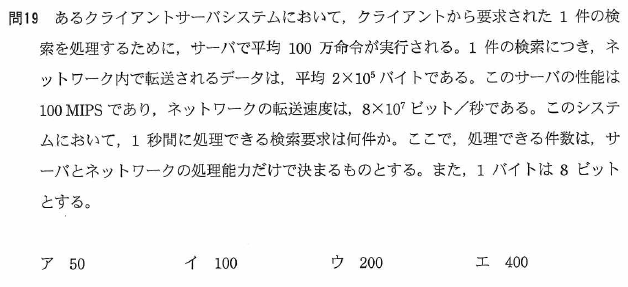 問19 あるクライアントサーバシステムにおいて，クライアントから要求された 1 件の検
索を処理するために，サーバで平均 100 万命令が実行される。1 件の検索につき，ネ
ットワーク内で転送されるデータは，平均 2×10⁵ バイトである。このサーバの性能は
100 MIPS であり，ネットワークの転送速度は，8×10⁷ ビット／秒である。このシステ
ムにおいて，1 秒間に処理できる検索要求は何件か。ここで，処理できる件数は，サ
ーバとネットワークの処理能力だけで決まるものとする。また，1 バイトは 8 ビット
とする。
ア 50 イ 100 ウ 200 エ 400